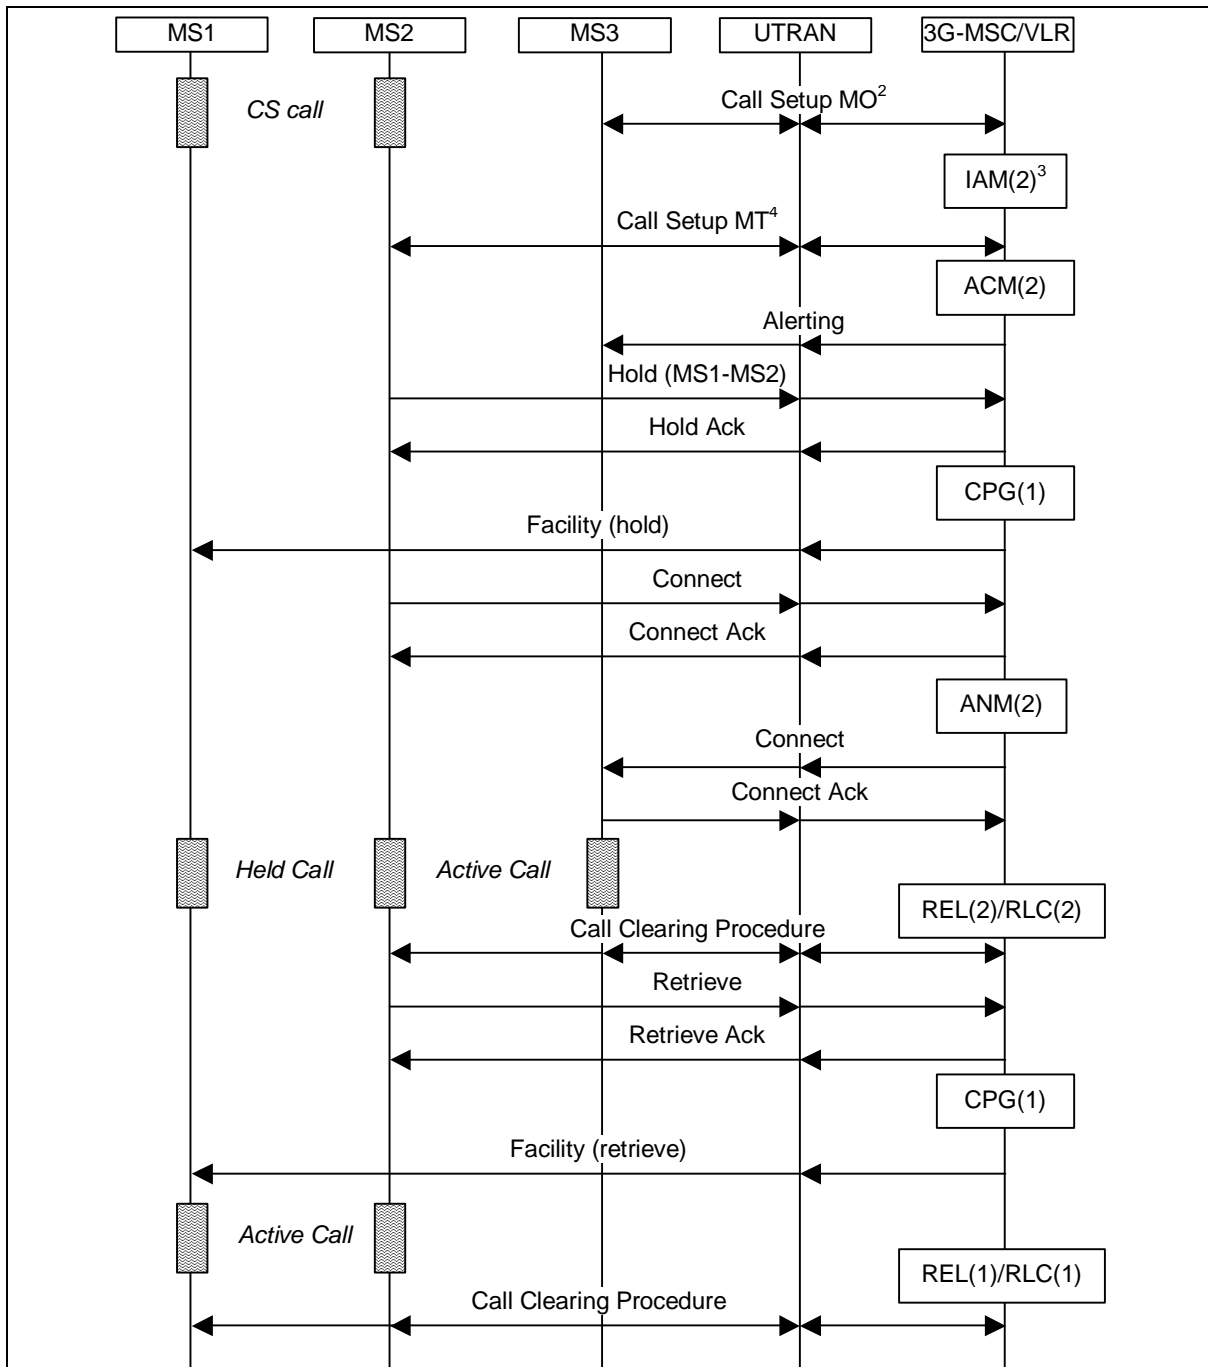 MS1
MS2
MS3
UTRAN
3G-MSC/VLR
CS call
Call Setup MO²
IAM(2)³
Call Setup MT⁴
ACM(2)
Alerting
Hold (MS1-MS2)
Hold Ack
CPG(1)
Facility (hold)
Connect
Connect Ack
ANM(2)
Connect
Connect Ack
Held Call
Active Call
REL(2)/RLC(2)
Call Clearing Procedure
Retrieve
Retrieve Ack
CPG(1)
Facility (retrieve)
Active Call
REL(1)/RLC(1)
Call Clearing Procedure